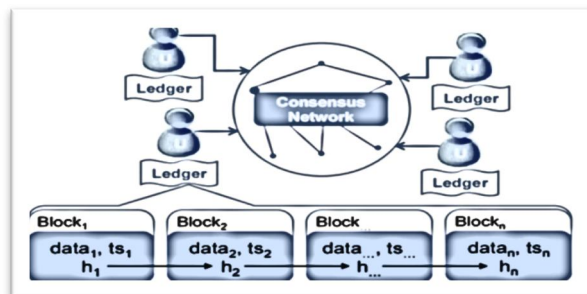 Ledger
Ledger
Consensus
Network
Ledger
Ledger
Block₁ Block₂ Block... Blockₙ
data₁, ts₁ data₂, ts₂ data..., ts... dataₙ, tsₙ
h₁ h₂ h... hₙ